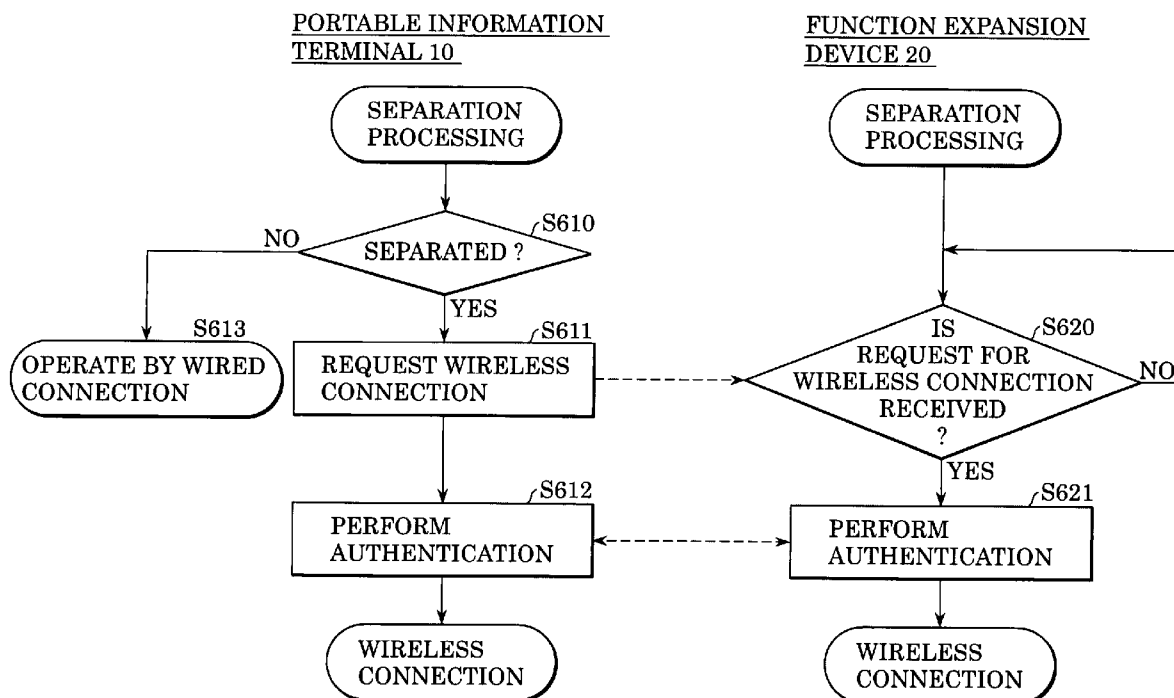 PORTABLE INFORMATION
TERMINAL 10
SEPARATION
PROCESSING
S610
SEPARATED ?
NO
YES
S613
OPERATE BY WIRED
CONNECTION
S611
REQUEST WIRELESS
CONNECTION
S612
PERFORM
AUTHENTICATION
WIRELESS
CONNECTION
FUNCTION EXPANSION
DEVICE 20
SEPARATION
PROCESSING
S620
IS
REQUEST FOR
WIRELESS CONNECTION
RECEIVED
?
NO
YES
S621
PERFORM
AUTHENTICATION
WIRELESS
CONNECTION